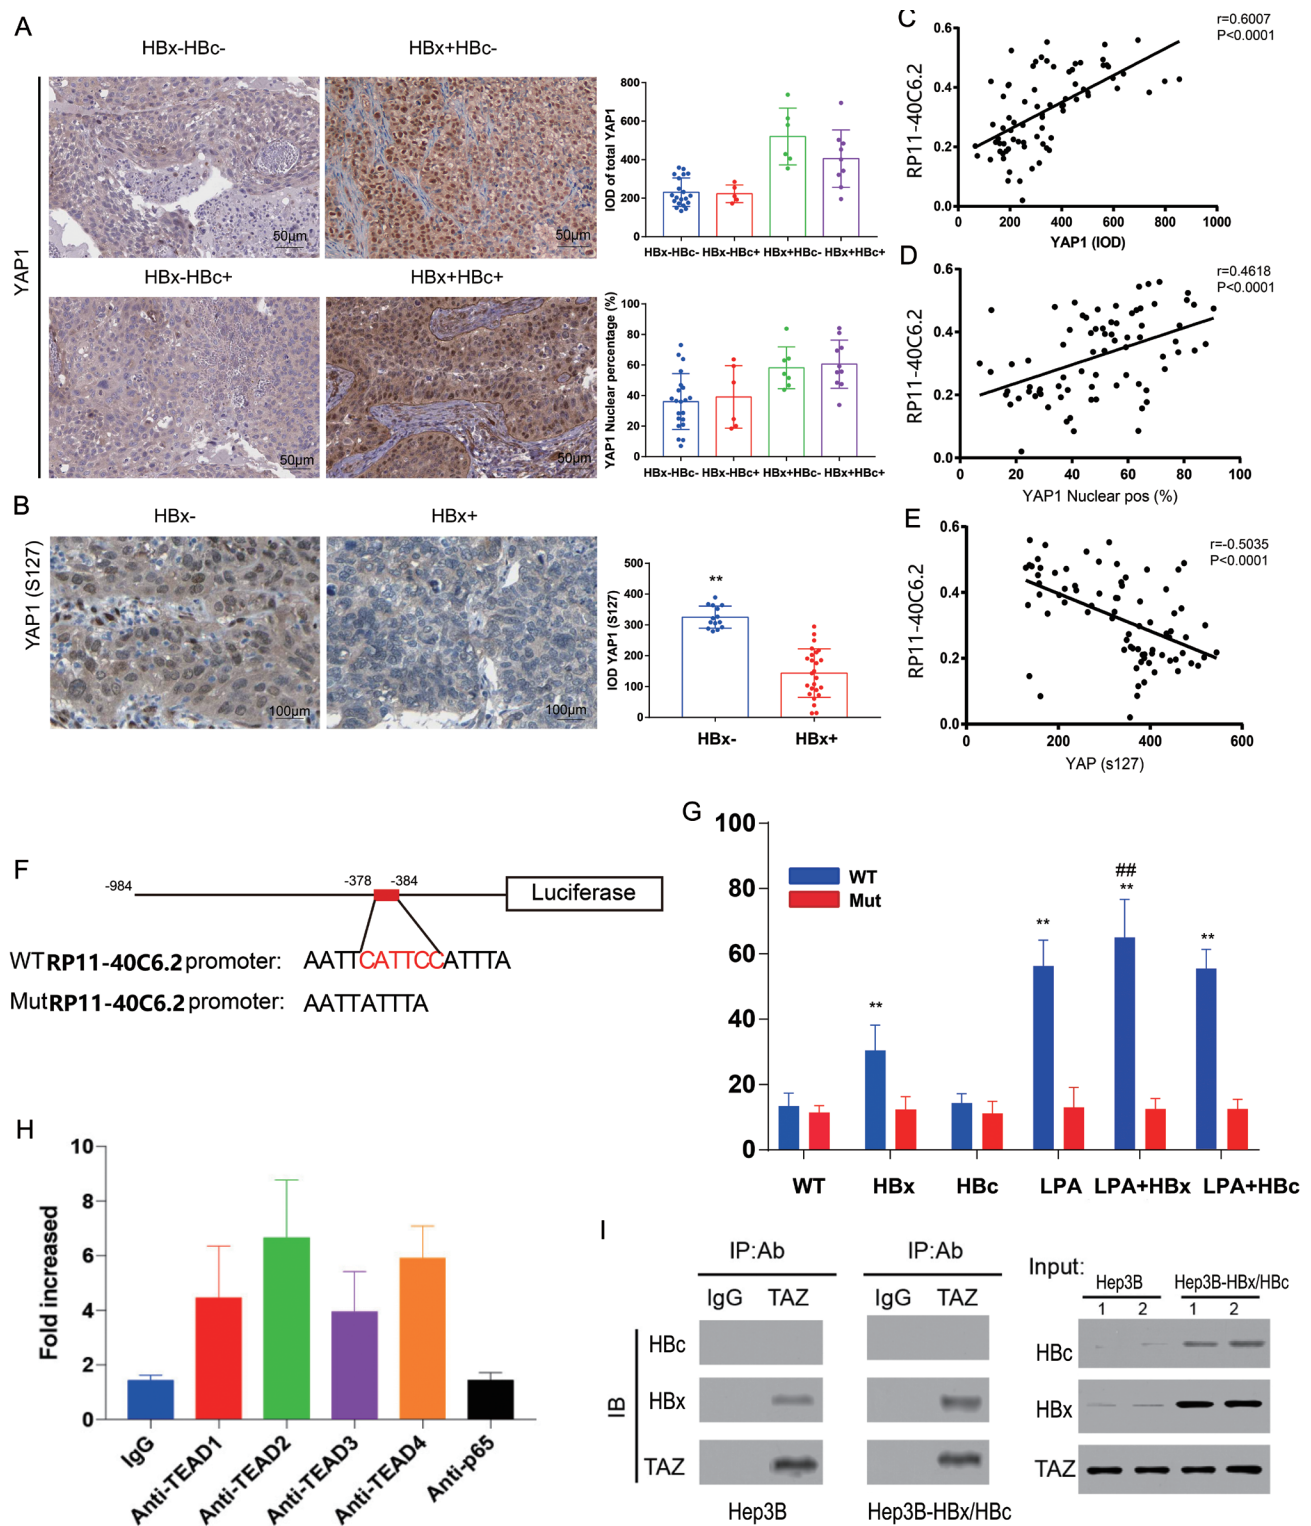 A
HBx-HBc-
HBx+HBc-
YAP1
50μm
50μm
HBx-HBc+
HBx+HBc+
50μm
50μm
IOD of total YAP1
800
600
400
200
0
HBx-HBc- HBx-HBc+ HBx+HBc- HBx+HBc+
YAP1 Nuclear percentage (%)
100
80
60
40
20
0
HBx-HBc- HBx-HBc+ HBx+HBc- HBx+HBc+
B
HBx-
HBx+
YAP1 (S127)
100μm
100μm
IOD YAP1 (S127)
500
400
300
200
100
0
**
HBx-
HBx+
C
r=0.6007
P<0.0001
RP11-40C6.2
0.6
0.4
0.2
0.0
0 200 400 600 800 1000
YAP1 (IOD)
D
r=0.4618
P<0.0001
RP11-40C6.2
0.6
0.4
0.2
0.0
0 20 40 60 80 100
YAP1 Nuclear pos (%)
E
r=-0.5035
P<0.0001
RP11-40C6.2
0.6
0.4
0.2
0.0
0 200 400 600
YAP (s127)
F
-984
-378
-384
Luciferase
WT RP11-40C6.2 promoter: AATTCATTCCATTTA
Mut RP11-40C6.2 promoter: AATTATTTA
G
100
80
60
40
20
0
WT
Mut
**
**
##
**
**
WT HBx HBc LPA LPA+HBx LPA+HBc
H
Fold increased
10
8
6
4
2
0
IgG
Anti-TEAD1
Anti-TEAD2
Anti-TEAD3
Anti-TEAD4
Anti-p65
I
IP:Ab
IP:Ab
IgG TAZ
IgG TAZ
IB
HBc
HBx
TAZ
Hep3B
Hep3B-HBx/HBc
Input:
Hep3B
Hep3B-HBx/HBc
1 2 1 2
HBc
HBx
TAZ